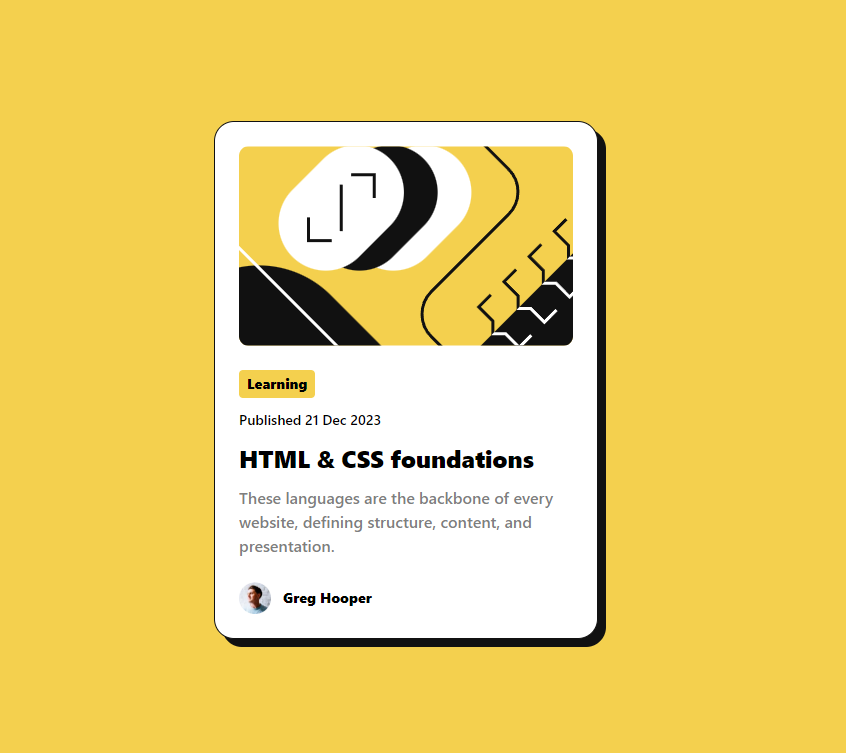 Learning
Published 21 Dec 2023
HTML & CSS foundations
These languages are the backbone of every
website, defining structure, content, and
presentation.
Greg Hooper